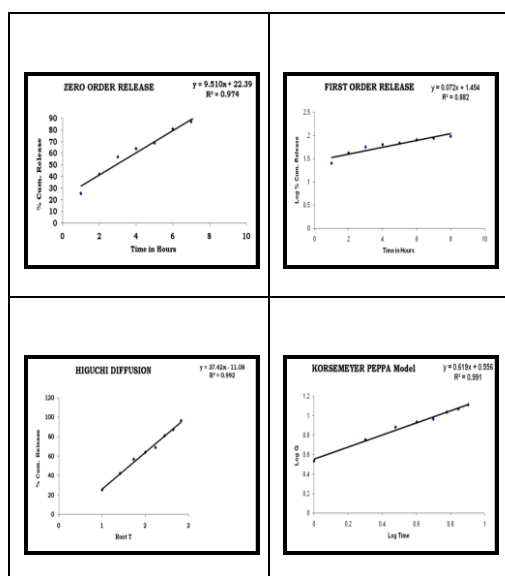 ZERO ORDER RELEASE
y = 9.510x + 22.39
R² = 0.974
% Cum. Release
90
80
70
60
50
40
30
20
10
0
0 2 4 6 8 10
Time in Hours
FIRST ORDER RELEASE
y = 0.072x + 1.454
R² = 0.882
Log % Cum. Release
2.5
2
1.5
1
0.5
0
0 2 4 6 8 10
Time in Hours
HIGUCHI DIFFUSION
y = 37.42x - 11.08
R² = 0.992
% Cum. Release
120
100
80
60
40
20
0
0 1 2 3 4
Root T
KORSEMEYER PEPPA Model
y = 0.619x + 0.556
R² = 0.991
Log Q
1.2
1
0.8
0.6
0.4
0.2
0
0 0.2 0.4 0.6 0.8 1
Log Time